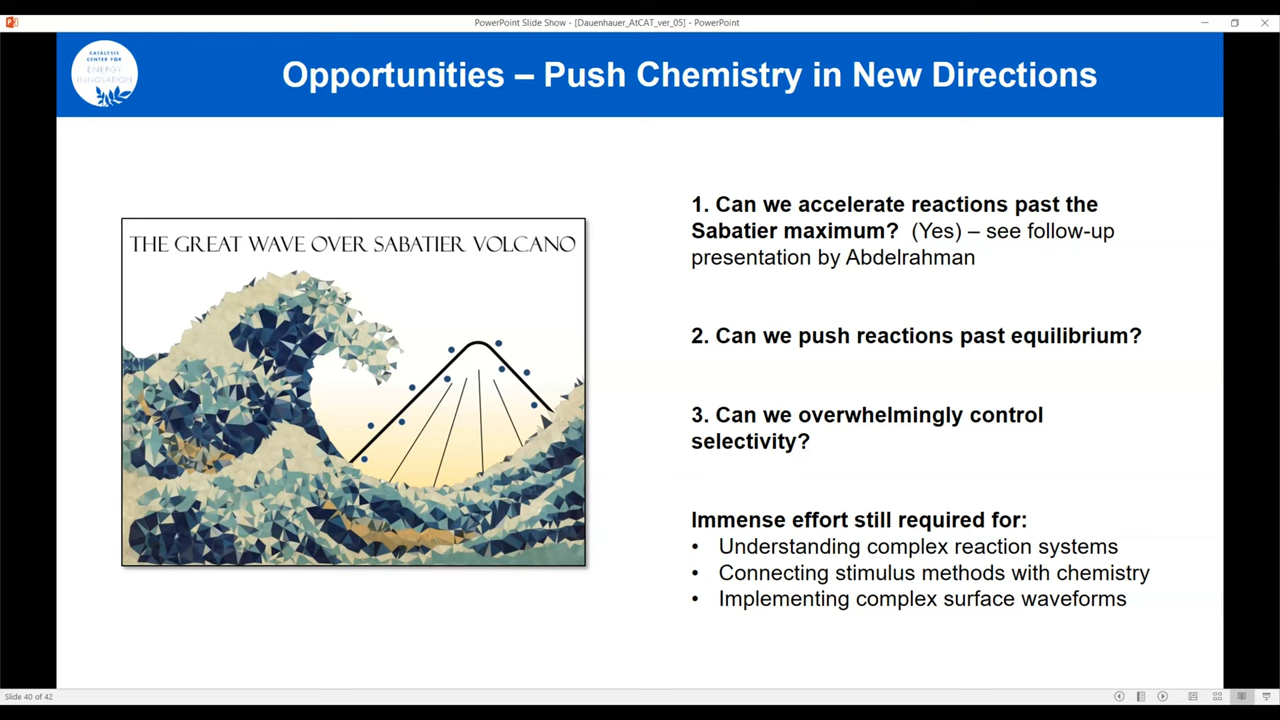 PowerPoint Slide Show - [Dauenhauer_AtCAT_ver_05] - PowerPoint
CATALYSIS
CENTER FOR
ENERGY
INNOVATION
Opportunities – Push Chemistry in New Directions
THE GREAT WAVE OVER SABATIER VOLCANO
1. Can we accelerate reactions past the
Sabatier maximum? (Yes) – see follow-up
presentation by Abdelrahman
2. Can we push reactions past equilibrium?
3. Can we overwhelmingly control
selectivity?
Immense effort still required for:
• Understanding complex reaction systems
• Connecting stimulus methods with chemistry
• Implementing complex surface waveforms
Slide 40 of 42